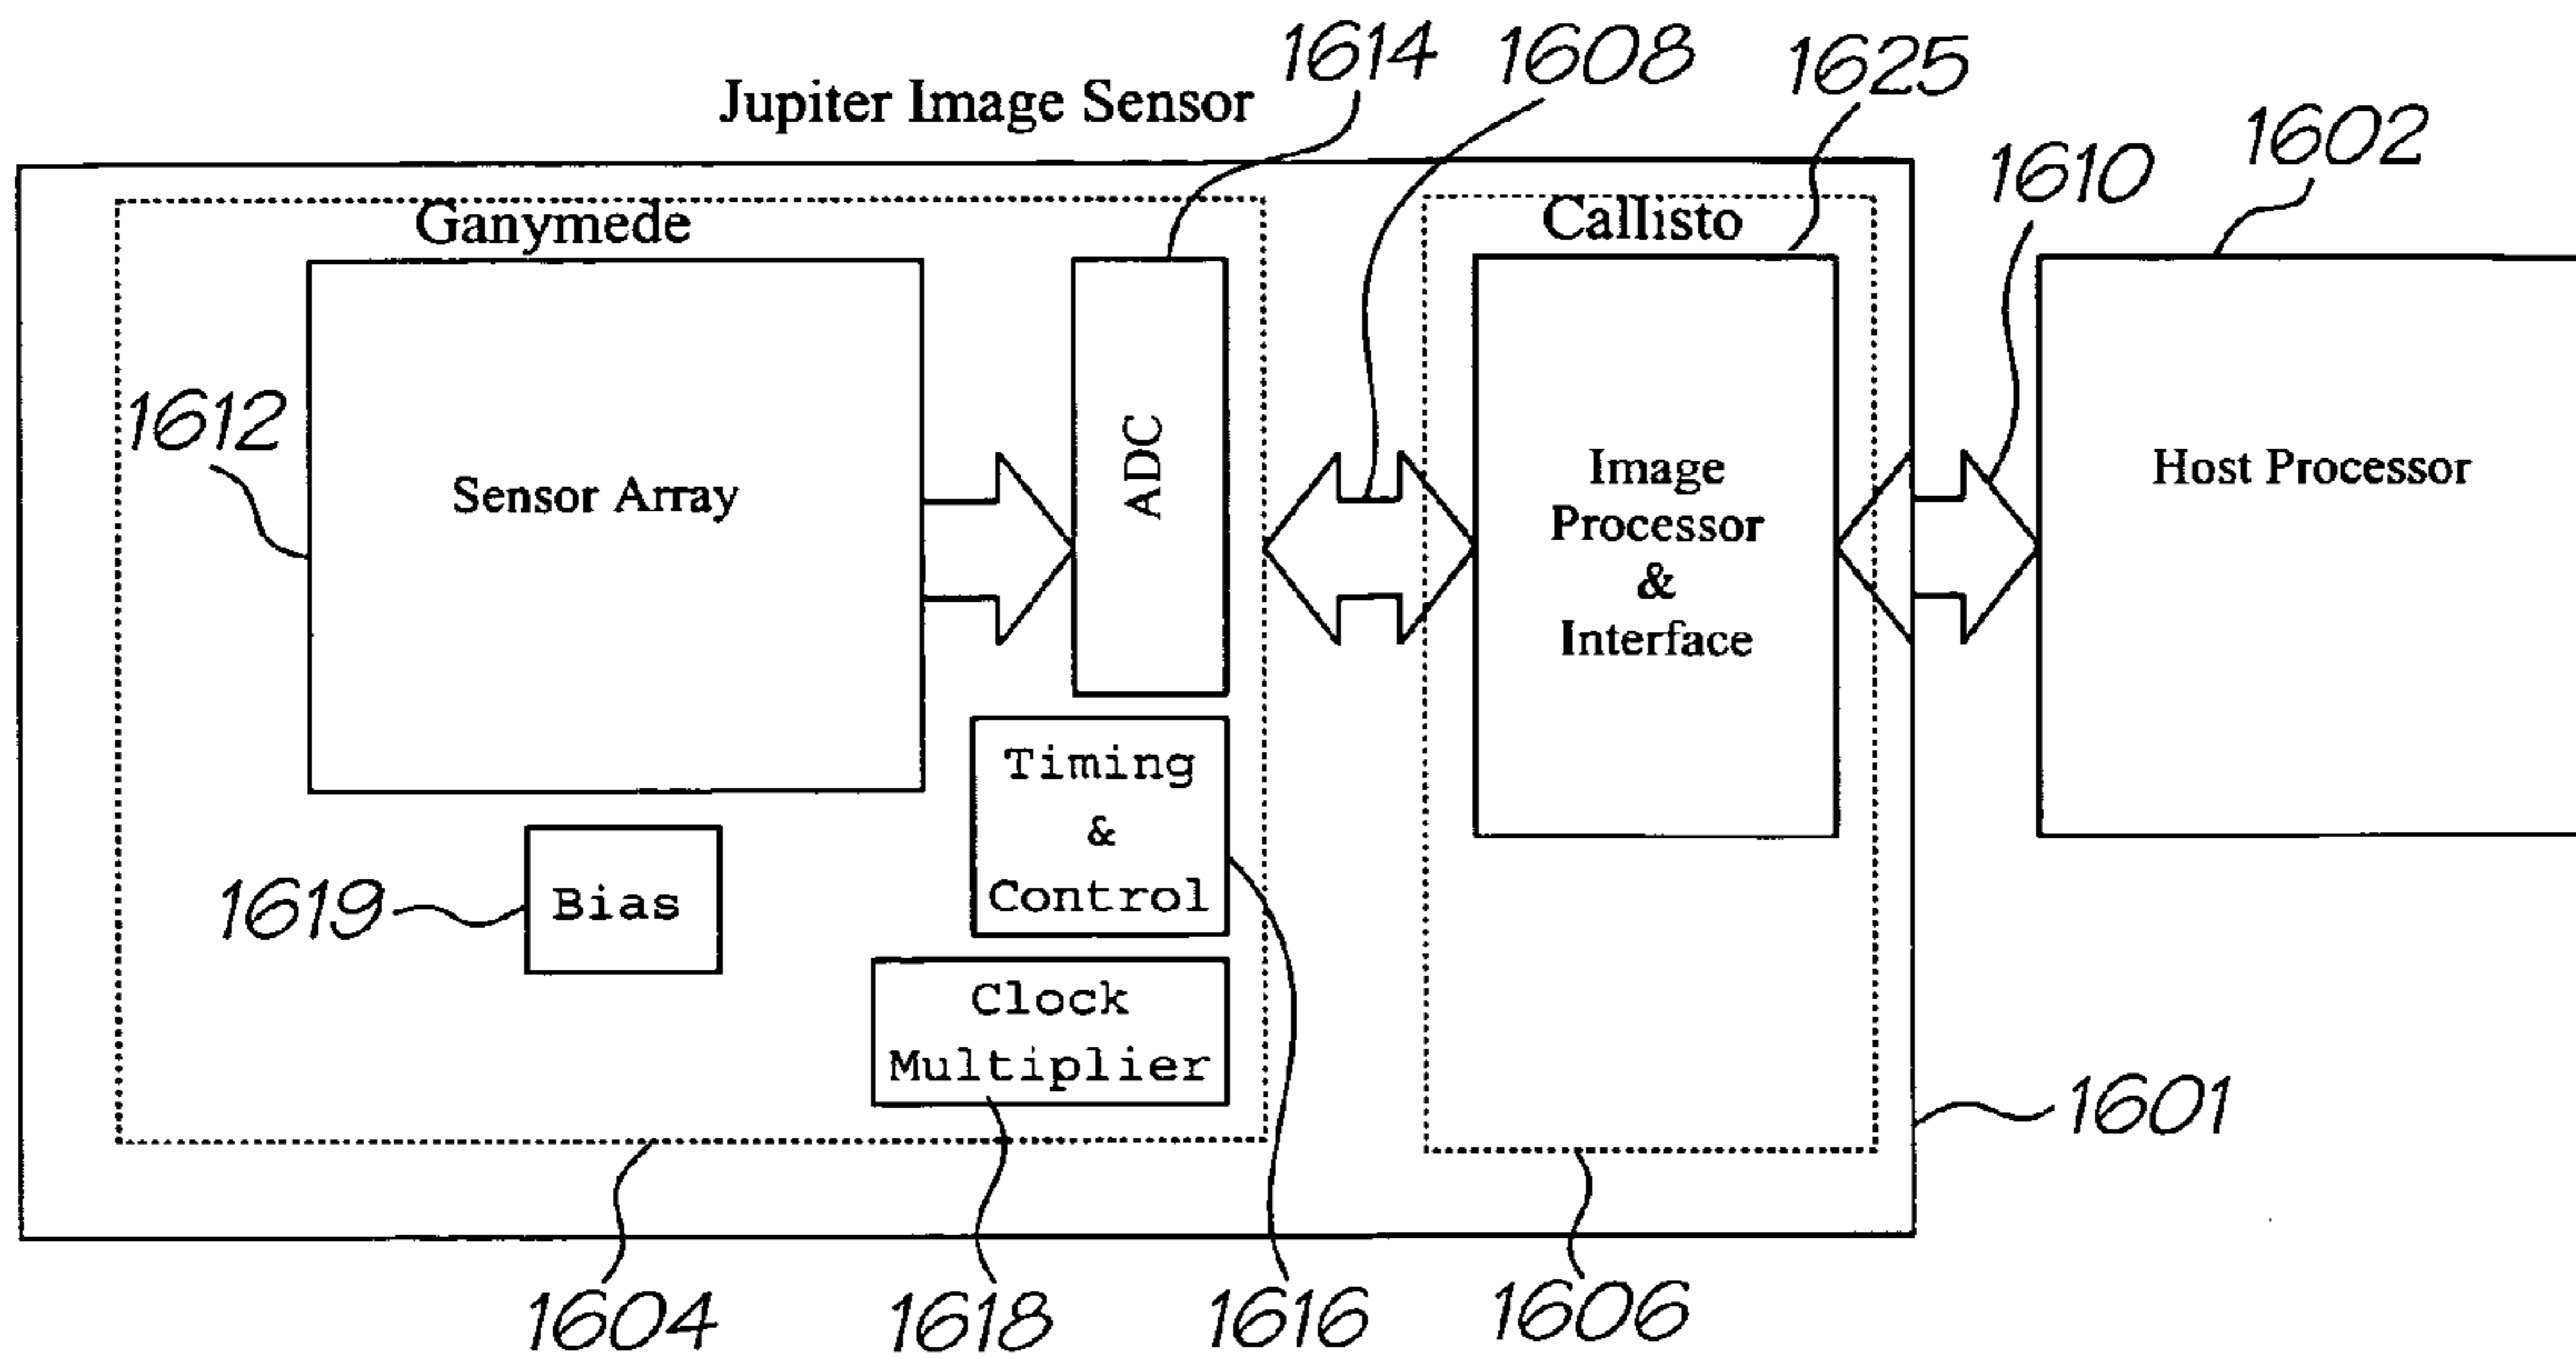 1614 1608 1625
Jupiter Image Sensor
1602
1610
Ganymede
Callisto
1612
Sensor Array
ADC
Image
Processor
&
Interface
Host Processor
Timing
&
Control
1619
Bias
Clock
Multiplier
1601
1604 1618 1616 1606